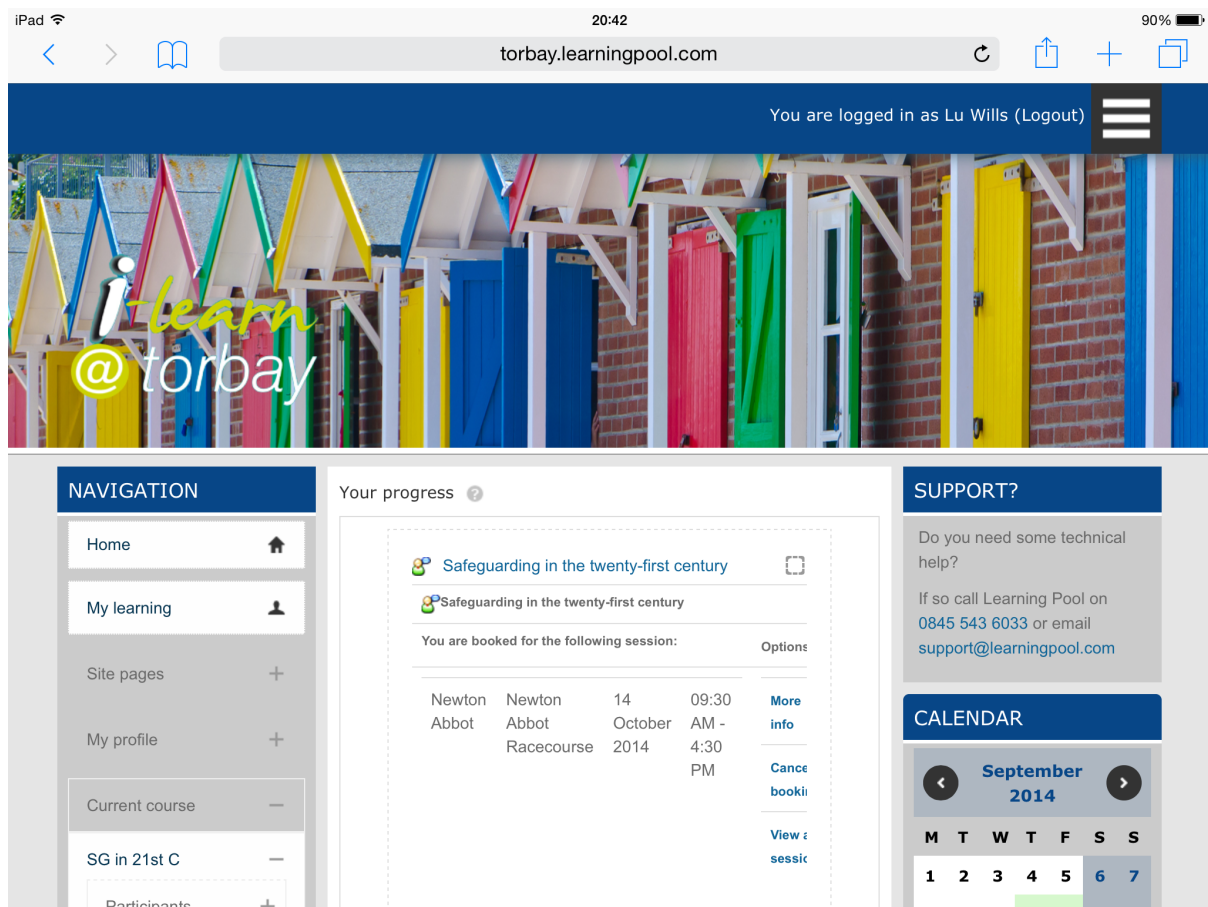 iPad 20:42 90%
torbay.learningpool.com
You are logged in as Lu Wills (Logout)
i-learn
@torbay
NAVIGATION
Home
My learning
Site pages
My profile
Current course
SG in 21st C
Participants
Your progress ?
Safeguarding in the twenty-first century
Safeguarding in the twenty-first century
You are booked for the following session:
Options
Newton Newton 14 09:30
Abbot Abbot October AM -
Racecourse 2014 4:30
PM
More
info
Cance
bookin
View a
sessio
SUPPORT?
Do you need some technical
help?
If so call Learning Pool on
0845 543 6033 or email
support@learningpool.com
CALENDAR
September
2014
M T W T F S S
1 2 3 4 5 6 7